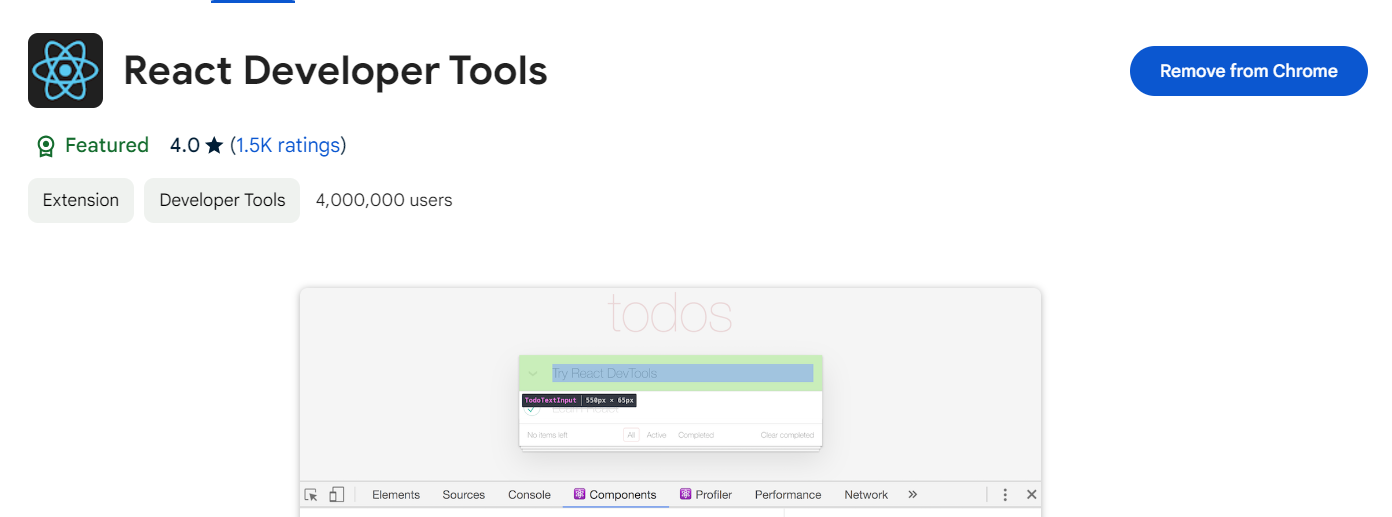 React Developer Tools
Remove from Chrome
Featured 4.0 ★ (1.5K ratings)
Extension Developer Tools 4,000,000 users
todos
Try React DevTools
TodoTextInput | 550px × 65px
No items left All Active Completed Clear completed
Elements Sources Console Components Profiler Performance Network »